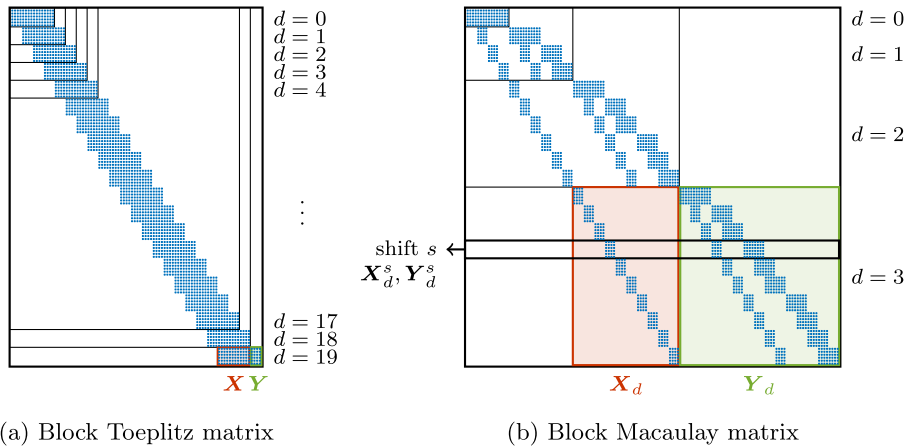 d = 0
d = 1
d = 2
d = 3
d = 4
⋮
d = 17
d = 18
d = 19
X Y
(a) Block Toeplitz matrix
d = 0
d = 1
d = 2
shift s
X_d^s, Y_d^s
d = 3
X_d Y_d
(b) Block Macaulay matrix